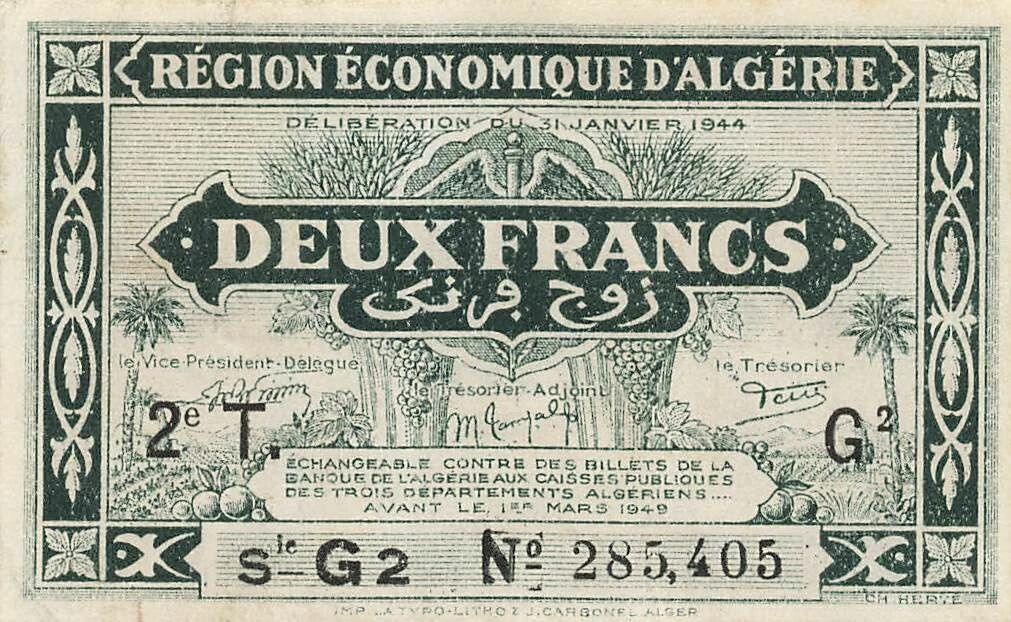 RÉGION ÉCONOMIQUE D'ALGÉRIE
DÉLIBÉRATION DU 31 JANVIER 1944
DEUX FRANCS
زوج فرنك
le Vice-Président-Délégué
le Trésorier-Adjoint
le Trésorier
2e T.
G2
ÉCHANGEABLE CONTRE DES BILLETS DE LA
BANQUE DE L'ALGÉRIE AUX CAISSES PUBLIQUES
DES TROIS DÉPARTEMENTS ALGÉRIENS....
AVANT LE, 1ER MARS 1949
Sie G2 No 285,405
CH. HERVÉ
IMP. LA TYPO-LITHO & J. CARBONEL ALGER